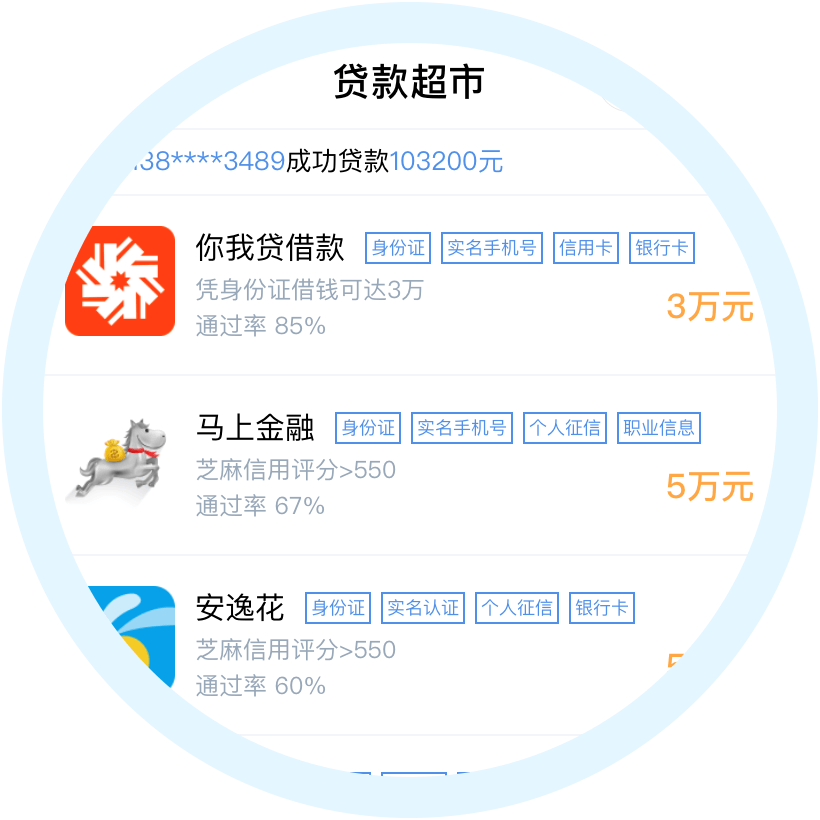 贷款超市
138****3489成功贷款103200元
你我贷借款 身份证 实名手机号 信用卡 银行卡
凭身份证借钱可达3万
3万元
通过率 85%
马上金融 身份证 实名手机号 个人征信 职业信息
芝麻信用评分>550
5万元
通过率 67%
安逸花 身份证 实名认证 个人征信 银行卡
芝麻信用评分>550
5
通过率 60%